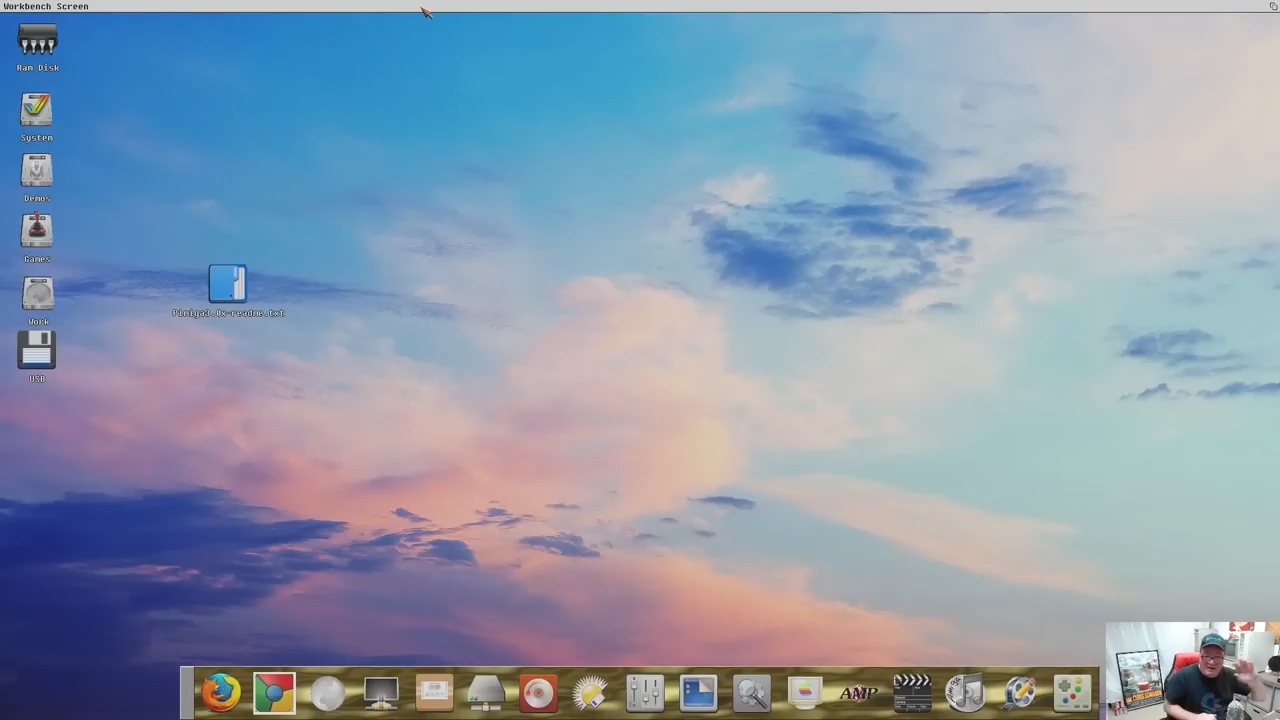 Workbench Screen
Ram Disk
System
Demos
Games
Work
USB
AMP